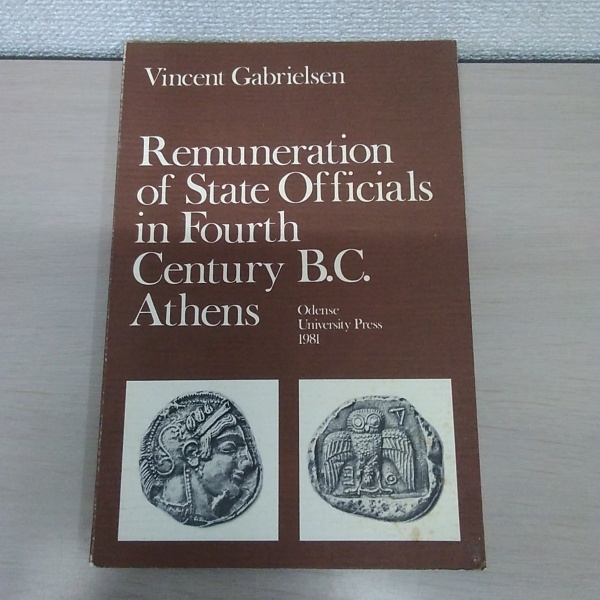 Vincent Gabrielsen
Remuneration
of State Officials
in Fourth
Century B.C.
Athens
Odense
University Press
1981